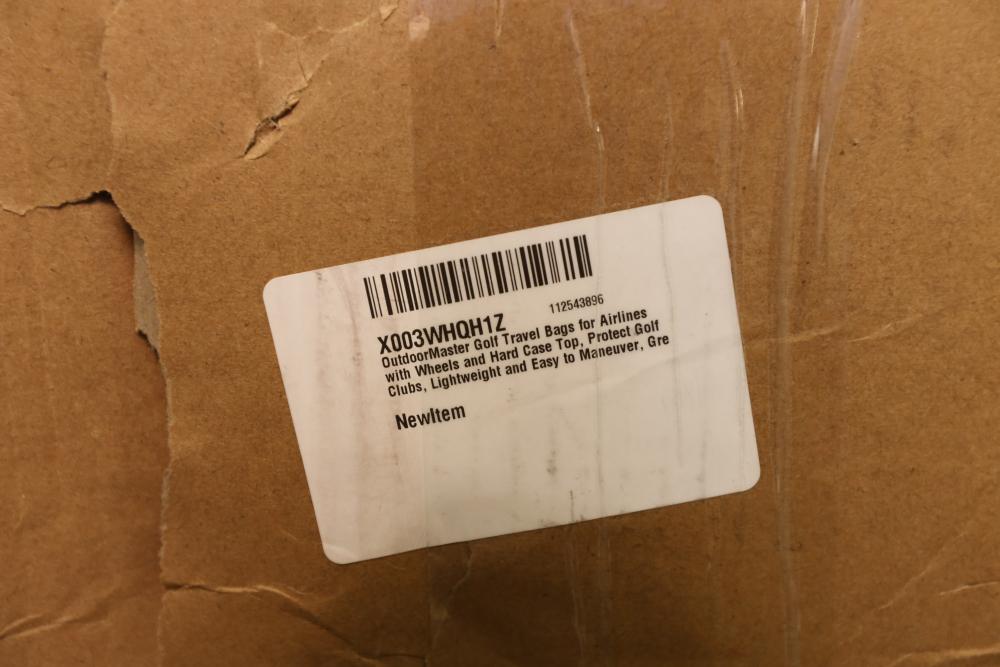 X003WHQH1Z
112543896
OutdoorMaster Golf Travel Bags for Airlines
with Wheels and Hard Case Top, Protect Golf
Clubs, Lightweight and Easy to Maneuver, Gre
NewItem